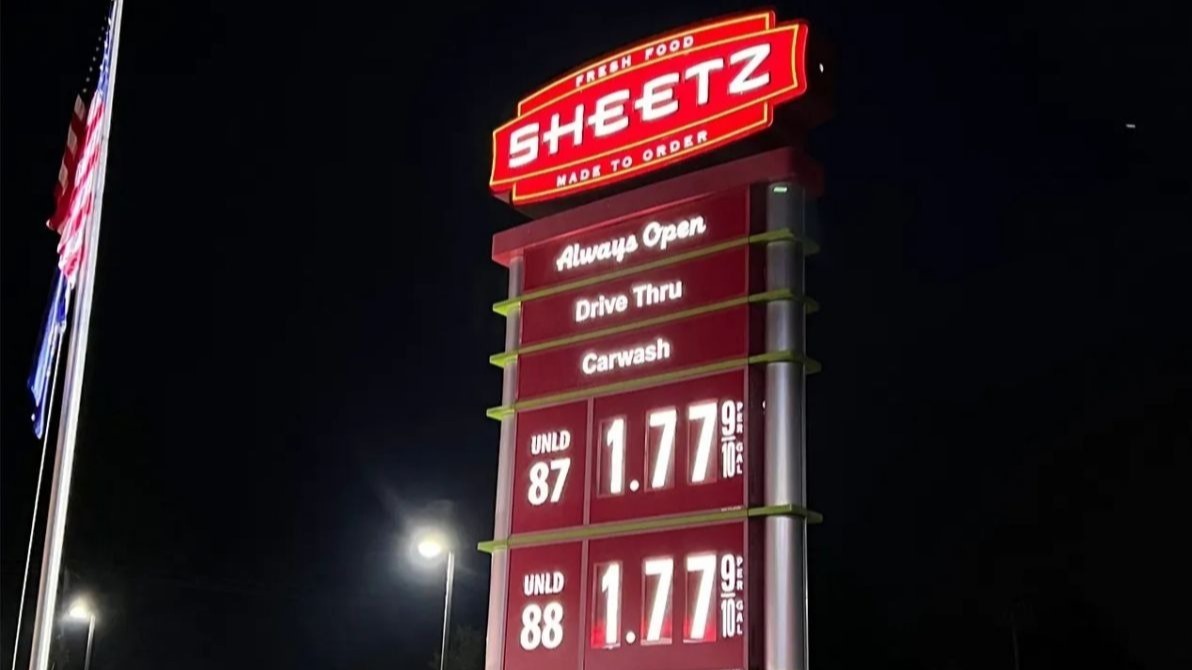 FRESH FOOD
SHEETZ
MADE TO ORDER
Always Open
Drive Thru
Carwash
UNLD
87
1.77 9/10 PER GAL
UNLD
88
1.77 9/10 PER GAL